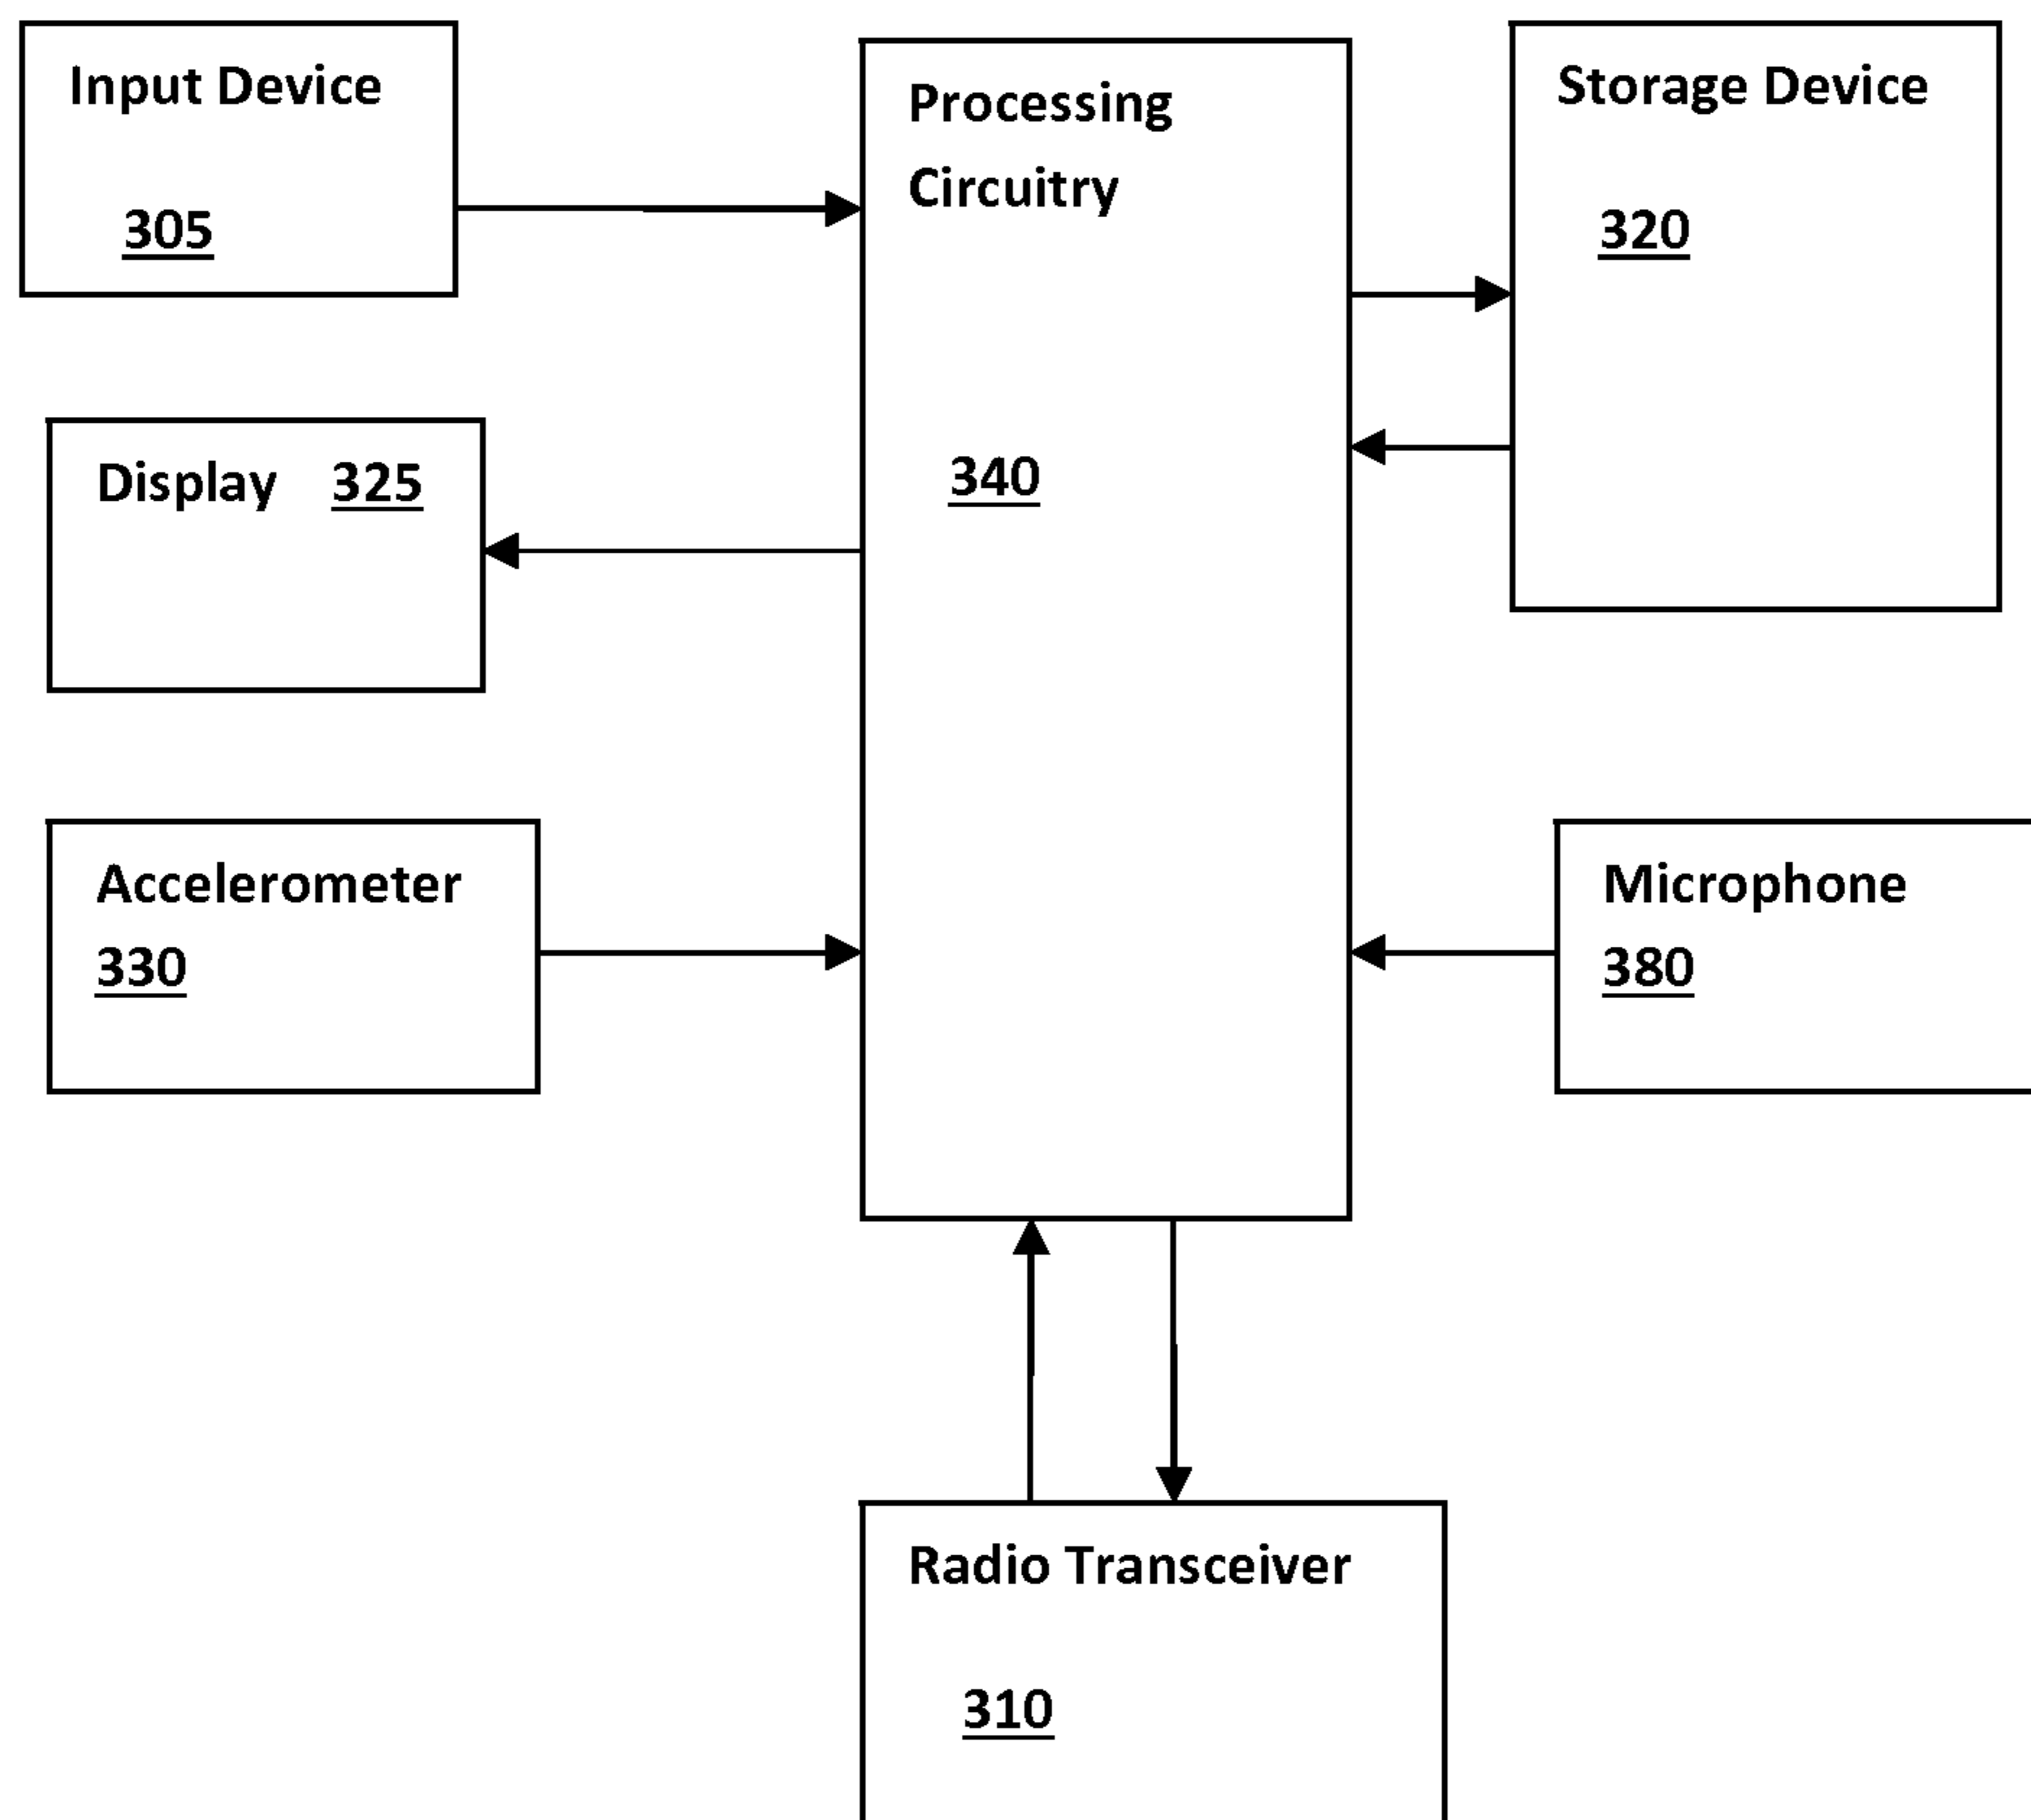 Input Device
305
Processing
Circuitry
340
Storage Device
320
Display 325
Accelerometer
330
Microphone
380
Radio Transceiver
310